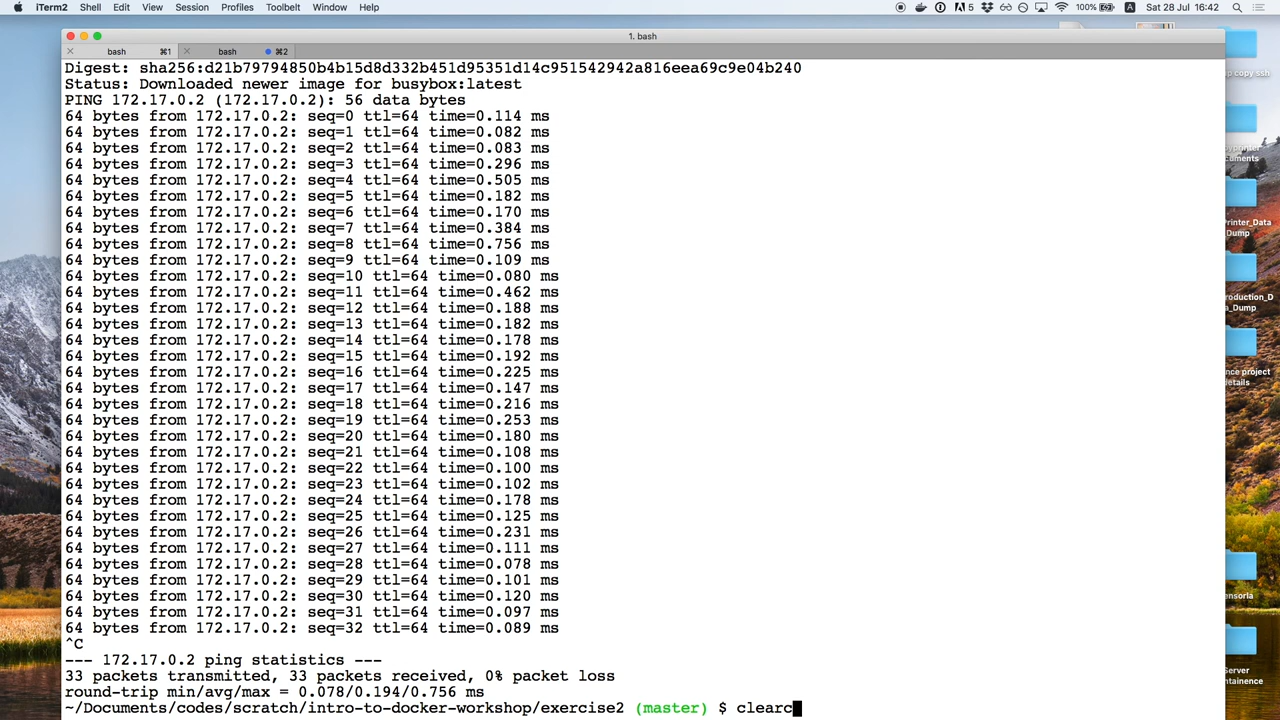 iTerm2 Shell Edit View Session Profiles Toolbelt Window Help 5 100% A Sat 28 Jul 16:42
1. bash
bash ⌘1 bash ⌘2
Digest: sha256:d21b79794850b4b15d8d332b451d95351d14c951542942a816eea69c9e04b240
Status: Downloaded newer image for busybox:latest
PING 172.17.0.2 (172.17.0.2): 56 data bytes
64 bytes from 172.17.0.2: seq=0 ttl=64 time=0.114 ms
64 bytes from 172.17.0.2: seq=1 ttl=64 time=0.082 ms
64 bytes from 172.17.0.2: seq=2 ttl=64 time=0.083 ms
64 bytes from 172.17.0.2: seq=3 ttl=64 time=0.296 ms
64 bytes from 172.17.0.2: seq=4 ttl=64 time=0.505 ms
64 bytes from 172.17.0.2: seq=5 ttl=64 time=0.182 ms
64 bytes from 172.17.0.2: seq=6 ttl=64 time=0.170 ms
64 bytes from 172.17.0.2: seq=7 ttl=64 time=0.384 ms
64 bytes from 172.17.0.2: seq=8 ttl=64 time=0.756 ms
64 bytes from 172.17.0.2: seq=9 ttl=64 time=0.109 ms
64 bytes from 172.17.0.2: seq=10 ttl=64 time=0.080 ms
64 bytes from 172.17.0.2: seq=11 ttl=64 time=0.462 ms
64 bytes from 172.17.0.2: seq=12 ttl=64 time=0.188 ms
64 bytes from 172.17.0.2: seq=13 ttl=64 time=0.182 ms
64 bytes from 172.17.0.2: seq=14 ttl=64 time=0.178 ms
64 bytes from 172.17.0.2: seq=15 ttl=64 time=0.192 ms
64 bytes from 172.17.0.2: seq=16 ttl=64 time=0.225 ms
64 bytes from 172.17.0.2: seq=17 ttl=64 time=0.147 ms
64 bytes from 172.17.0.2: seq=18 ttl=64 time=0.216 ms
64 bytes from 172.17.0.2: seq=19 ttl=64 time=0.253 ms
64 bytes from 172.17.0.2: seq=20 ttl=64 time=0.180 ms
64 bytes from 172.17.0.2: seq=21 ttl=64 time=0.108 ms
64 bytes from 172.17.0.2: seq=22 ttl=64 time=0.100 ms
64 bytes from 172.17.0.2: seq=23 ttl=64 time=0.102 ms
64 bytes from 172.17.0.2: seq=24 ttl=64 time=0.178 ms
64 bytes from 172.17.0.2: seq=25 ttl=64 time=0.125 ms
64 bytes from 172.17.0.2: seq=26 ttl=64 time=0.231 ms
64 bytes from 172.17.0.2: seq=27 ttl=64 time=0.111 ms
64 bytes from 172.17.0.2: seq=28 ttl=64 time=0.078 ms
64 bytes from 172.17.0.2: seq=29 ttl=64 time=0.101 ms
64 bytes from 172.17.0.2: seq=30 ttl=64 time=0.120 ms
64 bytes from 172.17.0.2: seq=31 ttl=64 time=0.097 ms
64 bytes from 172.17.0.2: seq=32 ttl=64 time=0.089 ms
^C
--- 172.17.0.2 ping statistics ---
33 packets transmitted, 33 packets received, 0% packet loss
round-trip min/avg/max = 0.078/0.194/0.756 ms
~/Documents/codes/scratch/intro-to-docker-workshop/exercise2 (master) $ clearc
copy ssh
Printer_Data
_Dump
details
Server